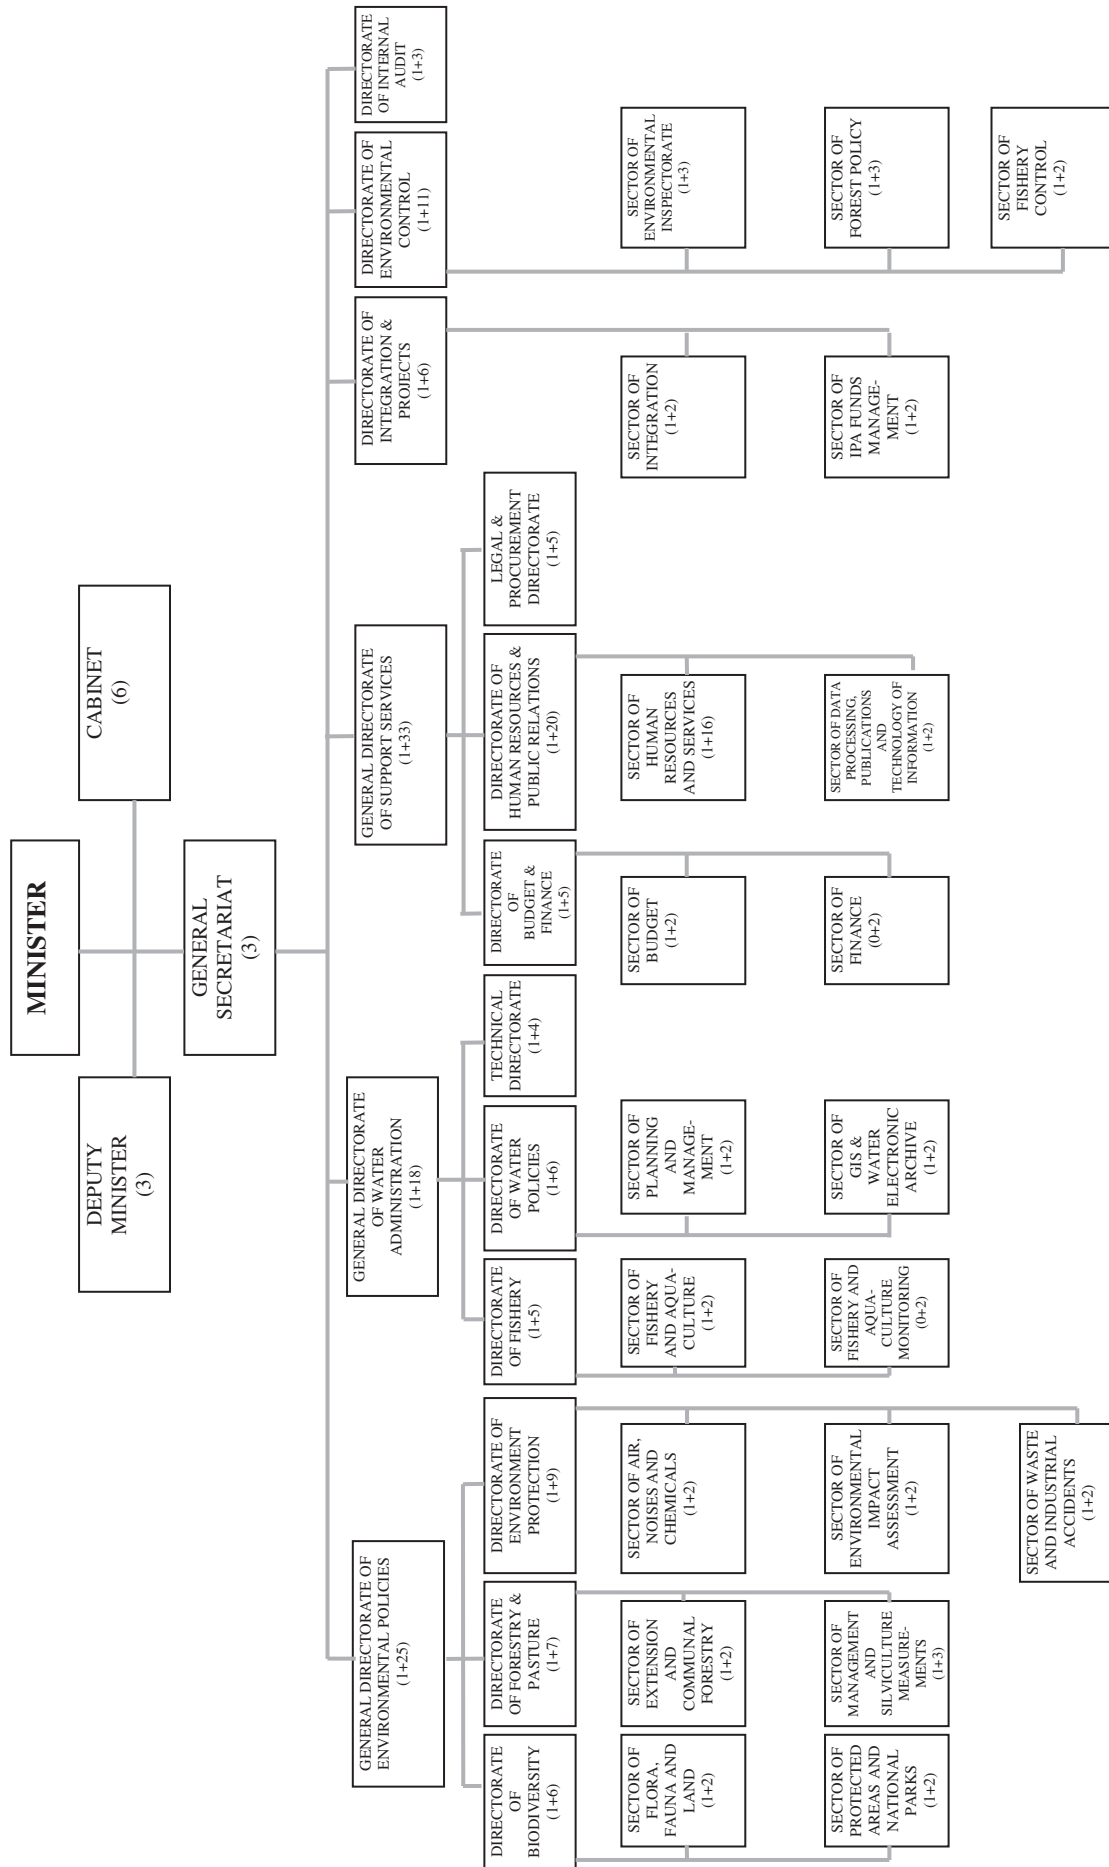 MINISTER
DEPUTY
MINISTER
(3)
CABINET
(6)
GENERAL
SECRETARIAT
(3)
GENERAL DIRECTORATE OF
ENVIRONMENTAL POLICIES
(1+25)
GENERAL DIRECTORATE
OF WATER
ADMINISTRATION
(1+18)
GENERAL DIRECTORATE
OF SUPPORT SERVICES
(1+33)
DIRECTORATE OF
INTEGRATION &
PROJECTS
(1+6)
DIRECTORATE OF
ENVIRONMENTAL
CONTROL
(1+11)
DIRECTORATE
OF INTERNAL
AUDIT
(1+3)
DIRECTORATE
OF
BIODIVERSITY
(1+6)
DIRECTORATE
OF FORESTRY &
PASTURE
(1+7)
DIRECTORATE OF
ENVIRONMENT
PROTECTION
(1+9)
DIRECTORATE
OF FISHERY
(1+5)
DIRECTORATE
OF WATER
POLICIES
(1+6)
TECHNICAL
DIRECTORATE
(1+4)
DIRECTORATE
OF
BUDGET &
FINANCE
(1+5)
DIRECTORATE OF
HUMAN RESOURCES &
PUBLIC RELATIONS
(1+20)
LEGAL &
PROCUREMENT
DIRECTORATE
(1+5)
SECTOR OF
FLORA,
FAUNA AND
LAND
(1+2)
SECTOR OF
EXTENSION
AND
COMMUNAL
FORESTRY
(1+2)
SECTOR OF AIR,
NOISES AND
CHEMICALS
(1+2)
SECTOR OF
FISHERY
AND AQUA-
CULTURE
(1+2)
SECTOR OF
PLANNING
AND
MANAGE-
MENT
(1+2)
SECTOR OF
BUDGET
(1+2)
SECTOR OF
HUMAN
RESOURCES
AND SERVICES
(1+16)
SECTOR OF
INTEGRATION
(1+2)
SECTOR OF
ENVIRONMENTAL
INSPECTORATE
(1+3)
SECTOR OF
PROTECTED
AREAS AND
NATIONAL
PARKS
(1+2)
SECTOR OF
MANAGEMENT
AND
SILVICULTURE
MEASURE-
MENTS
(1+3)
SECTOR OF
ENVIRONMENTAL
IMPACT
ASSESSMENT
(1+2)
SECTOR OF
FISHERY AND
AQUA-
CULTURE
MONITORING
(0+2)
SECTOR OF
GIS &
WATER
ELECTRONIC
ARCHIVE
(1+2)
SECTOR OF
FINANCE
(0+2)
SECTOR OF DATA
PROCESSING,
PUBLICATIONS
AND
TECHNOLOGY OF
INFORMATION
(1+2)
SECTOR OF
IPA FUNDS
MANAGE-
MENT
(1+2)
SECTOR OF
FOREST POLICY
(1+3)
SECTOR OF WASTE
AND INDUSTRIAL
ACCIDENTS
(1+2)
SECTOR OF
FISHERY
CONTROL
(1+2)